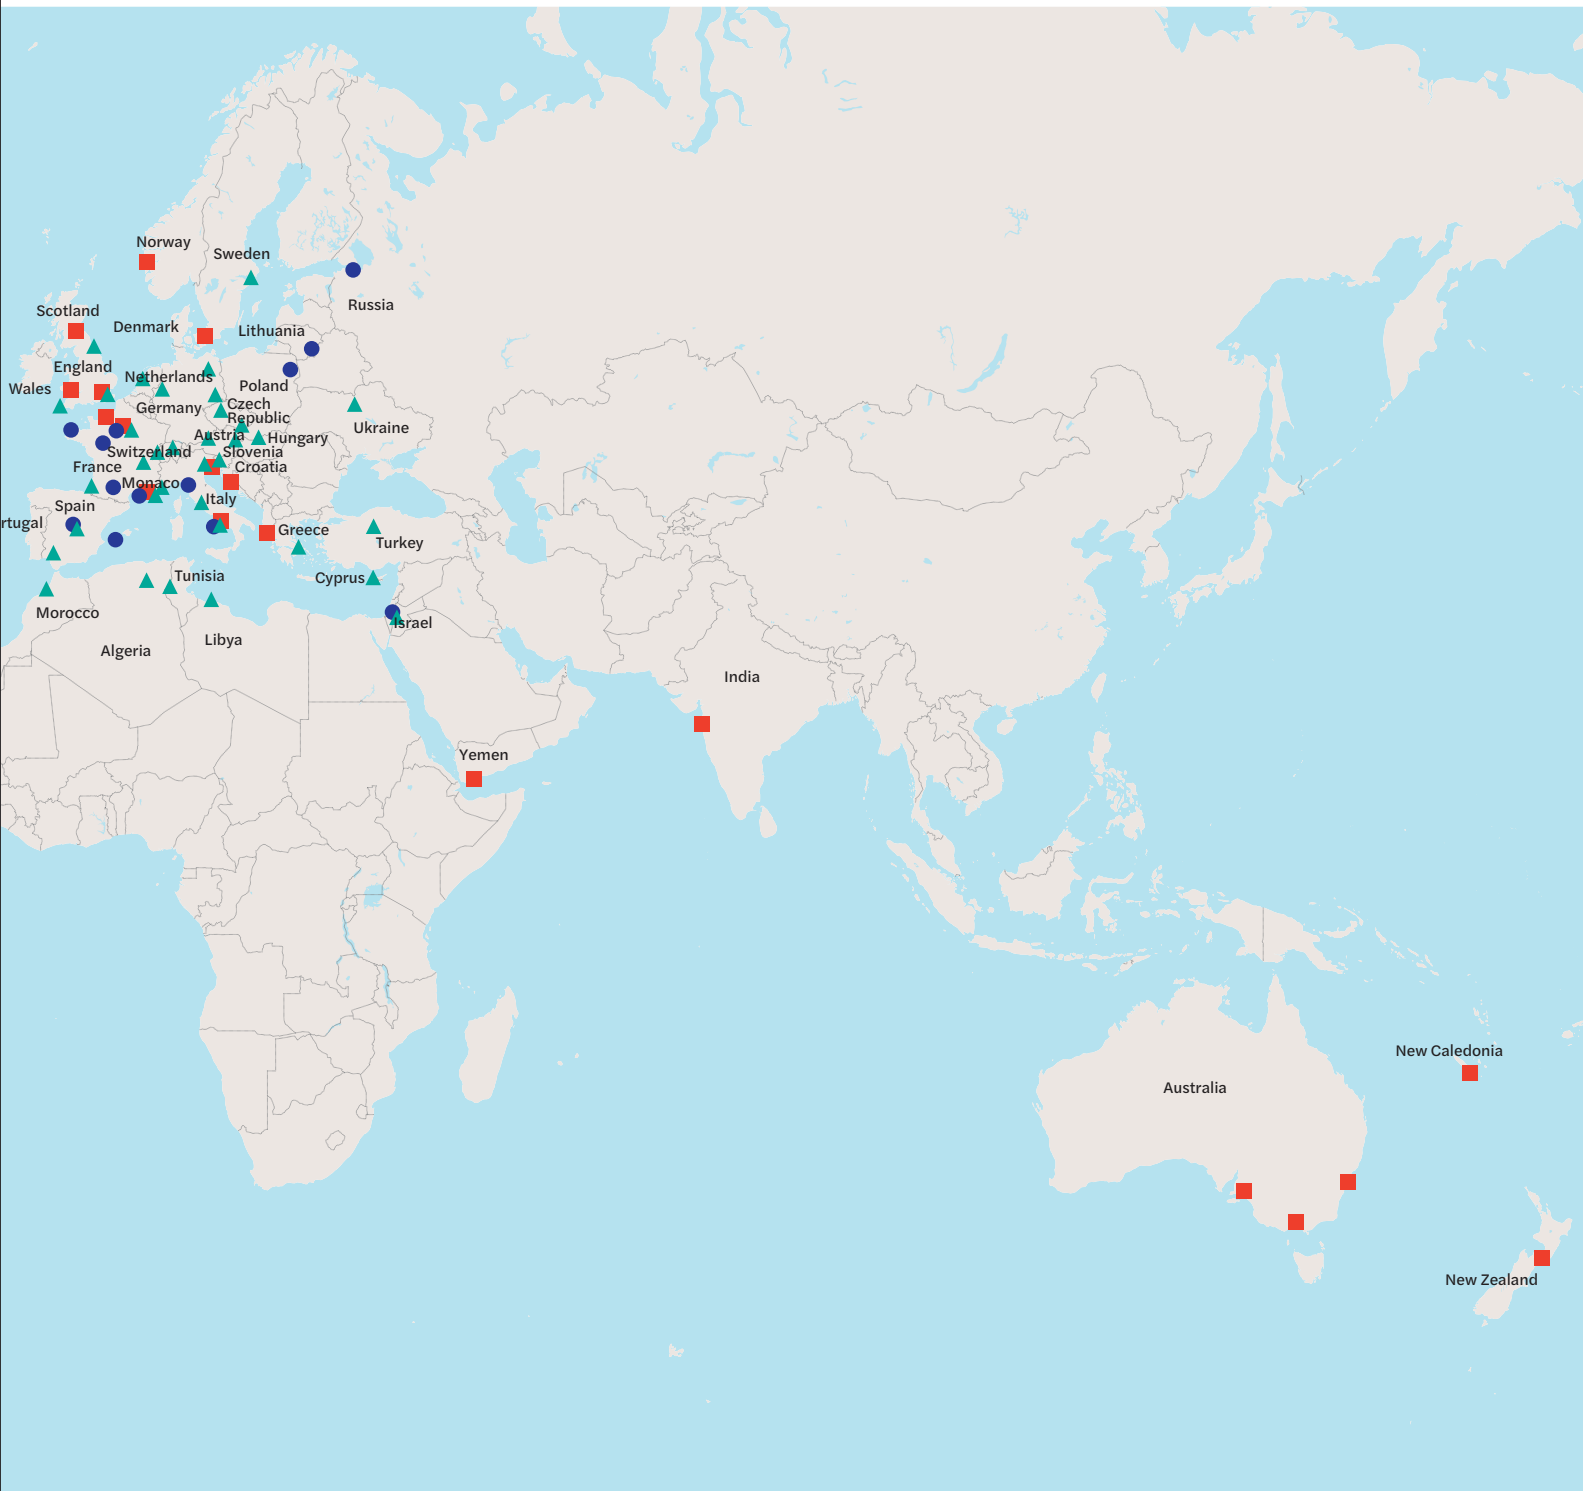 Norway
Sweden
Russia
Scotland
Denmark
Lithuania
England
Netherlands
Wales
Poland
Germany
Czech
Republic
Ukraine
Austria
Hungary
Switzerland
Slovenia
France
Croatia
Monaco
Italy
Spain
rtugal
Greece
Turkey
Tunisia
Cyprus
Morocco
Israel
Libya
Algeria
India
Yemen
New Caledonia
Australia
New Zealand